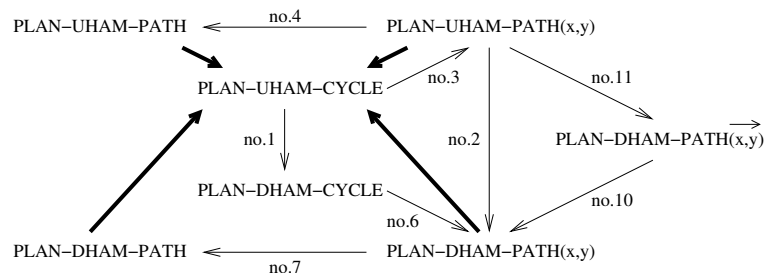 PLAN−UHAM−PATH no.4 PLAN−UHAM−PATH(x,y)
PLAN−UHAM−CYCLE no.3 no.11
no.1 no.2 PLAN−DHAM−PATH(x,y)
PLAN−DHAM−CYCLE
no.6 no.10
PLAN−DHAM−PATH no.7 PLAN−DHAM−PATH(x,y)